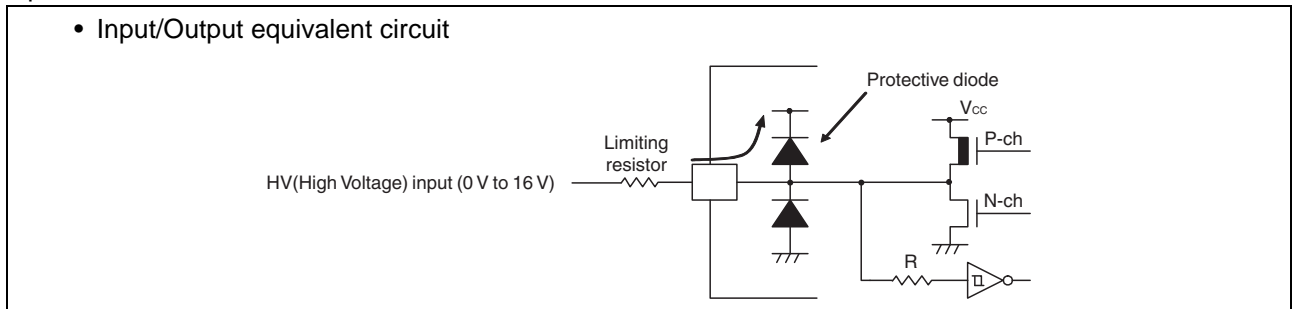 • Input/Output equivalent circuit
Protective diode
Vcc
Limiting
resistor
P-ch
HV(High Voltage) input (0 V to 16 V)
N-ch
R